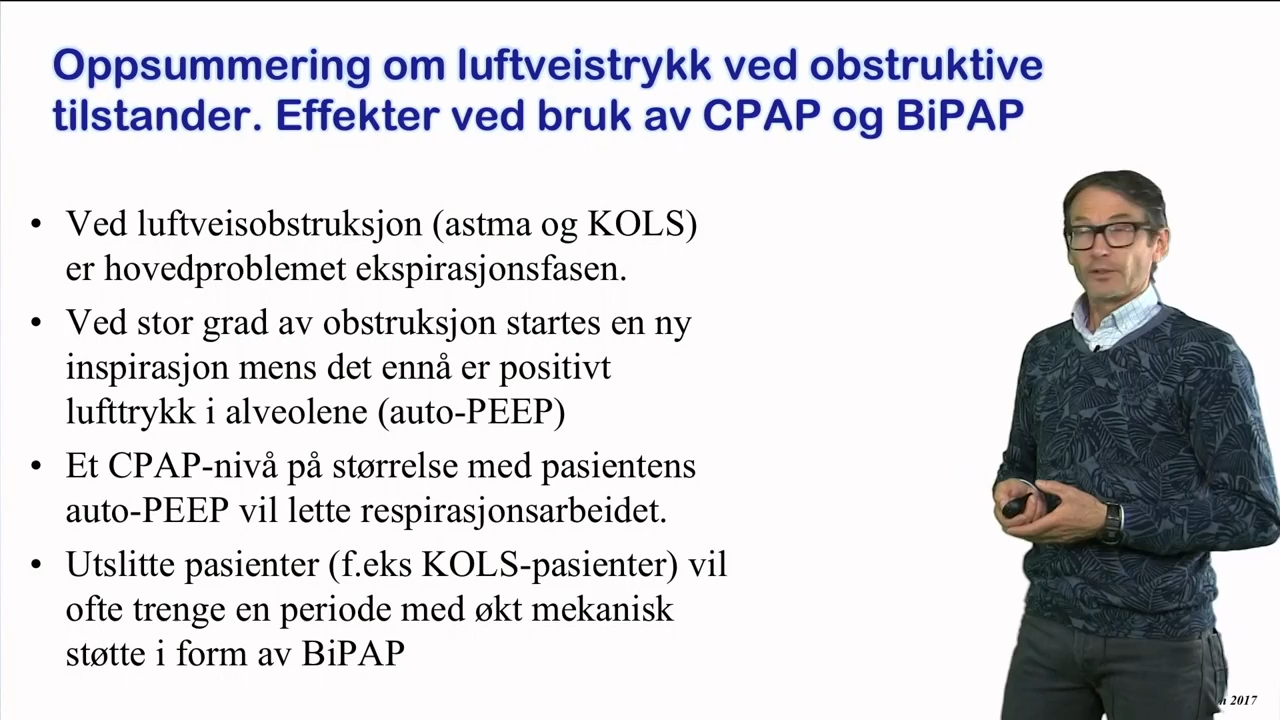 Oppsummering om luftveistrykk ved obstruktive
tilstander. Effekter ved bruk av CPAP og BiPAP
• Ved luftveisobstruksjon (astma og KOLS)
er hovedproblemet ekspirasjonsfasen.
• Ved stor grad av obstruksjon startes en ny
inspirasjon mens det ennå er positivt
lufttrykk i alveolene (auto-PEEP)
• Et CPAP-nivå på størrelse med pasientens
auto-PEEP vil lette respirasjonsarbeidet.
• Utslitte pasienter (f.eks KOLS-pasienter) vil
ofte trenge en periode med økt mekanisk
støtte i form av BiPAP
2017